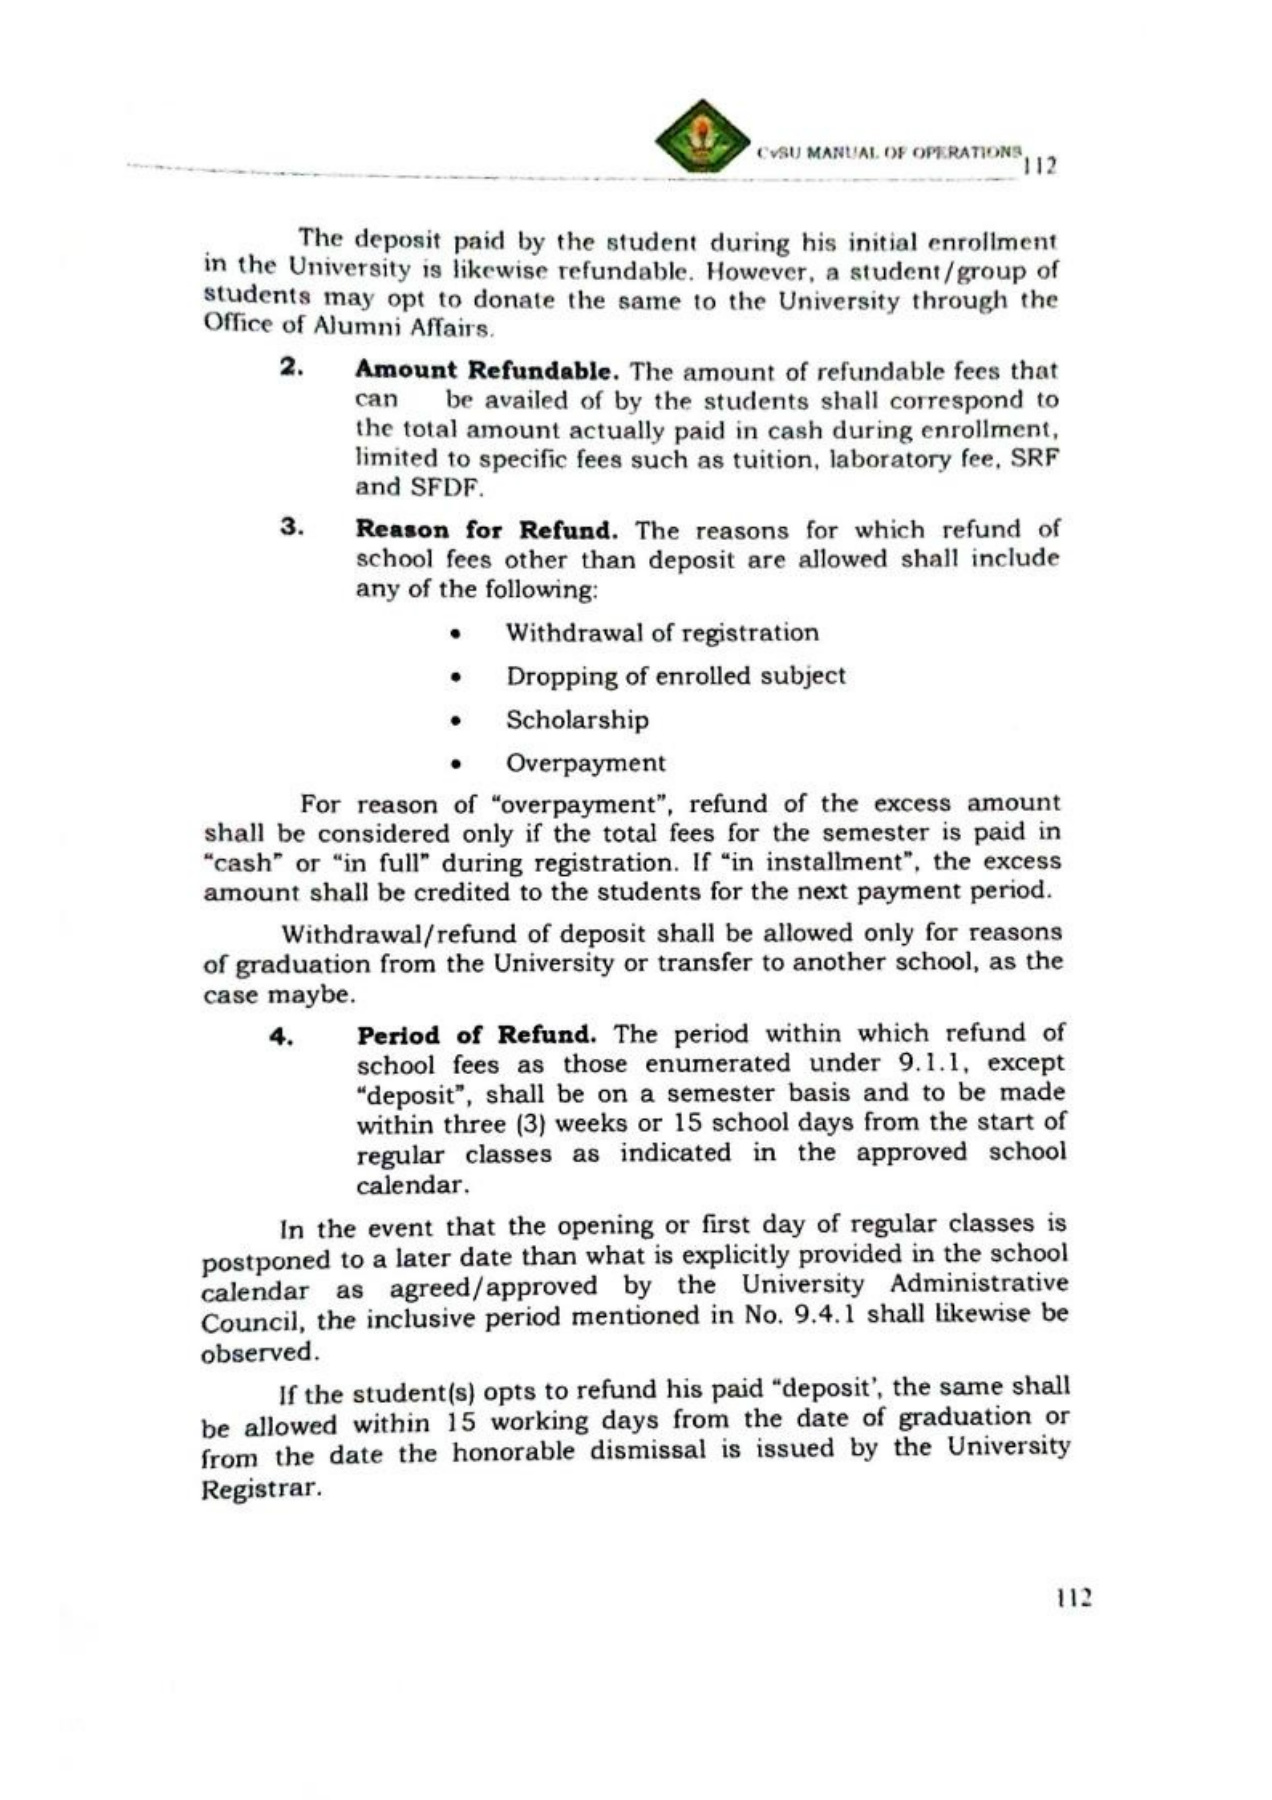 CvSU MANUAL OF OPERATIONS 112
The deposit paid by the student during his initial enrollment
in the University is likewise refundable. However, a student/group of
students may opt to donate the same to the University through the
Office of Alumni Affairs.
2. Amount Refundable. The amount of refundable fees that
can be availed of by the students shall correspond to
the total amount actually paid in cash during enrollment,
limited to specific fees such as tuition, laboratory fee, SRF
and SFDF.
3. Reason for Refund. The reasons for which refund of
school fees other than deposit are allowed shall include
any of the following:
• Withdrawal of registration
• Dropping of enrolled subject
• Scholarship
• Overpayment
For reason of “overpayment”, refund of the excess amount
shall be considered only if the total fees for the semester is paid in
“cash” or “in full” during registration. If “in installment”, the excess
amount shall be credited to the students for the next payment period.
Withdrawal/refund of deposit shall be allowed only for reasons
of graduation from the University or transfer to another school, as the
case maybe.
4. Period of Refund. The period within which refund of
school fees as those enumerated under 9.1.1, except
“deposit”, shall be on a semester basis and to be made
within three (3) weeks or 15 school days from the start of
regular classes as indicated in the approved school
calendar.
In the event that the opening or first day of regular classes is
postponed to a later date than what is explicitly provided in the school
calendar as agreed/approved by the University Administrative
Council, the inclusive period mentioned in No. 9.4.1 shall likewise be
observed.
If the student(s) opts to refund his paid “deposit’, the same shall
be allowed within 15 working days from the date of graduation or
from the date the honorable dismissal is issued by the University
Registrar.
112